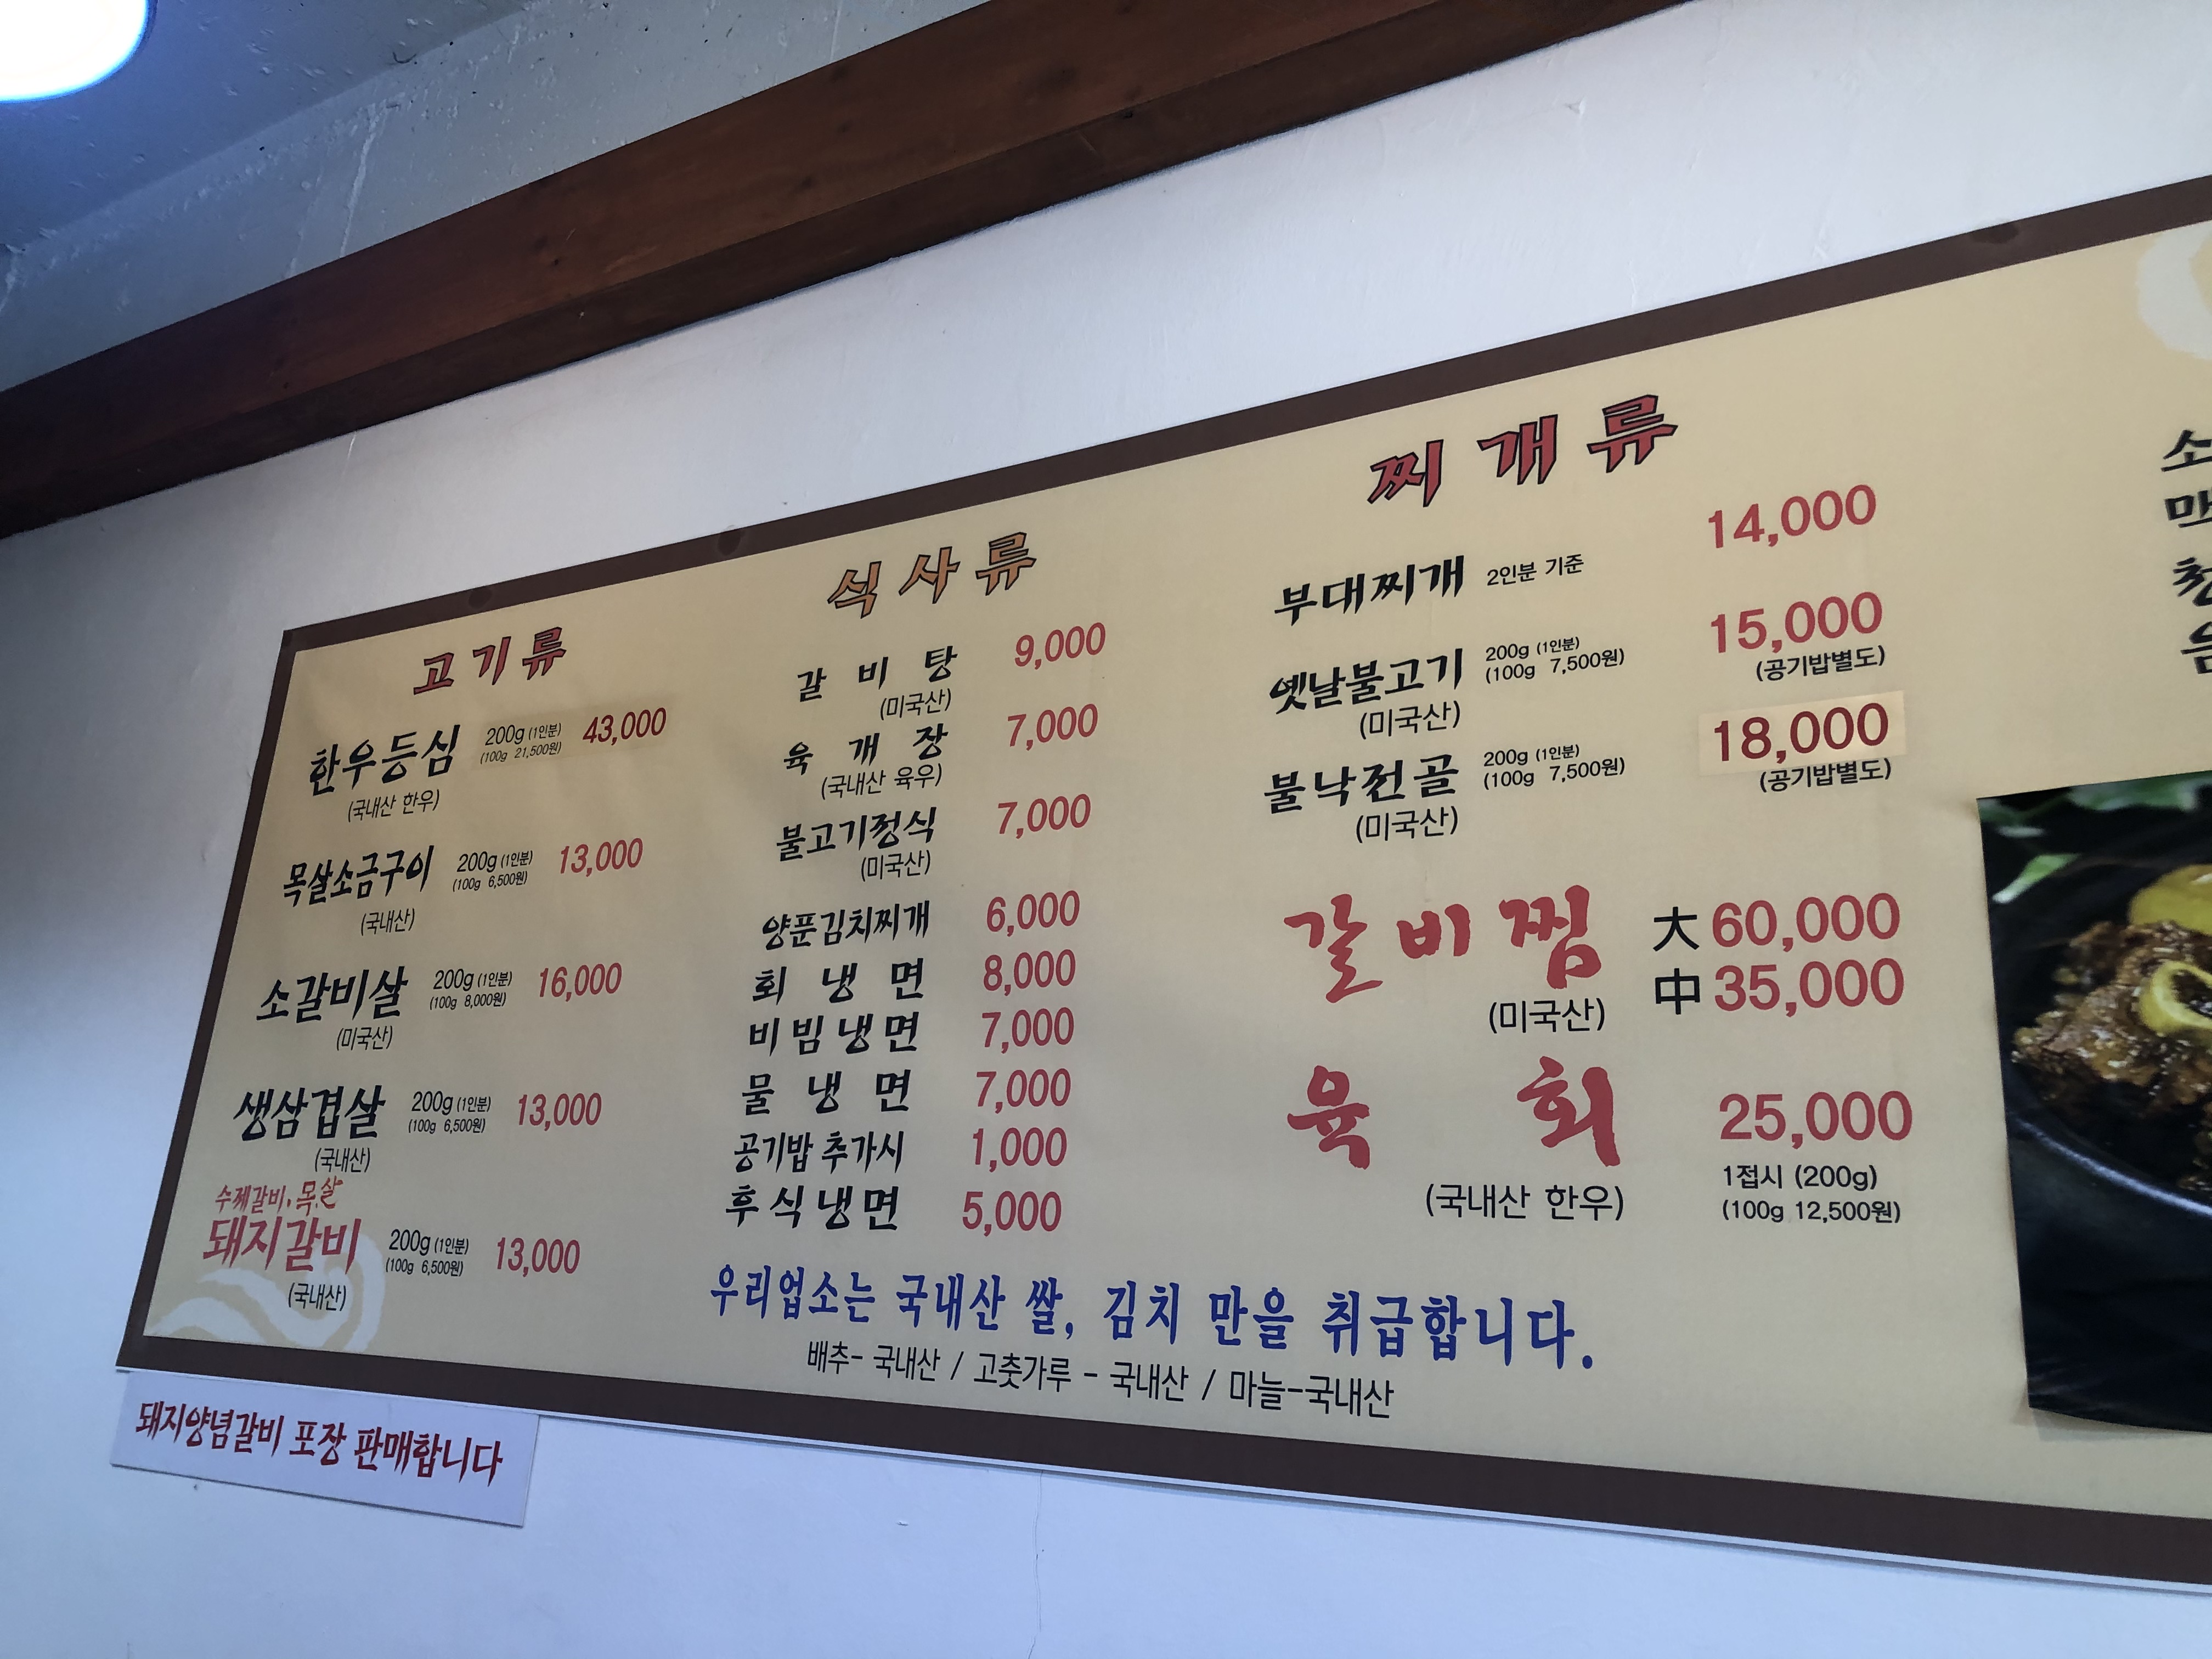 고기류
한우등심 200g (1인분) 43,000
(100g 21,500원)
(국내산 한우)
목살소금구이 200g (1인분) 13,000
(100g 6,500원)
(국내산)
소갈비살 200g (1인분) 16,000
(100g 8,000원)
(미국산)
생삼겹살 200g (1인분) 13,000
(100g 6,500원)
(국내산)
수제갈비, 목살
돼지갈비 200g (1인분) 13,000
(100g 6,500원)
(국내산)
식사류
갈비탕 9,000
(미국산)
육개장 7,000
(국내산 육우)
불고기정식 7,000
(미국산)
양푼김치찌개 6,000
회냉면 8,000
비빔냉면 7,000
물냉면 7,000
공기밥 추가시 1,000
후식냉면 5,000
찌개류
부대찌개 2인분 기준 14,000
옛날불고기 200g (1인분) 15,000
(100g 7,500원) (공기밥별도)
(미국산)
불낙전골 200g (1인분) 18,000
(100g 7,500원) (공기밥별도)
(미국산)
갈비찜 大 60,000
中 35,000
(미국산)
육회 25,000
1접시 (200g)
(국내산 한우) (100g 12,500원)
우리업소는 국내산 쌀, 김치 만을 취급합니다.
배추- 국내산 / 고춧가루 - 국내산 / 마늘-국내산
소
청
음
돼지양념갈비 포장 판매합니다